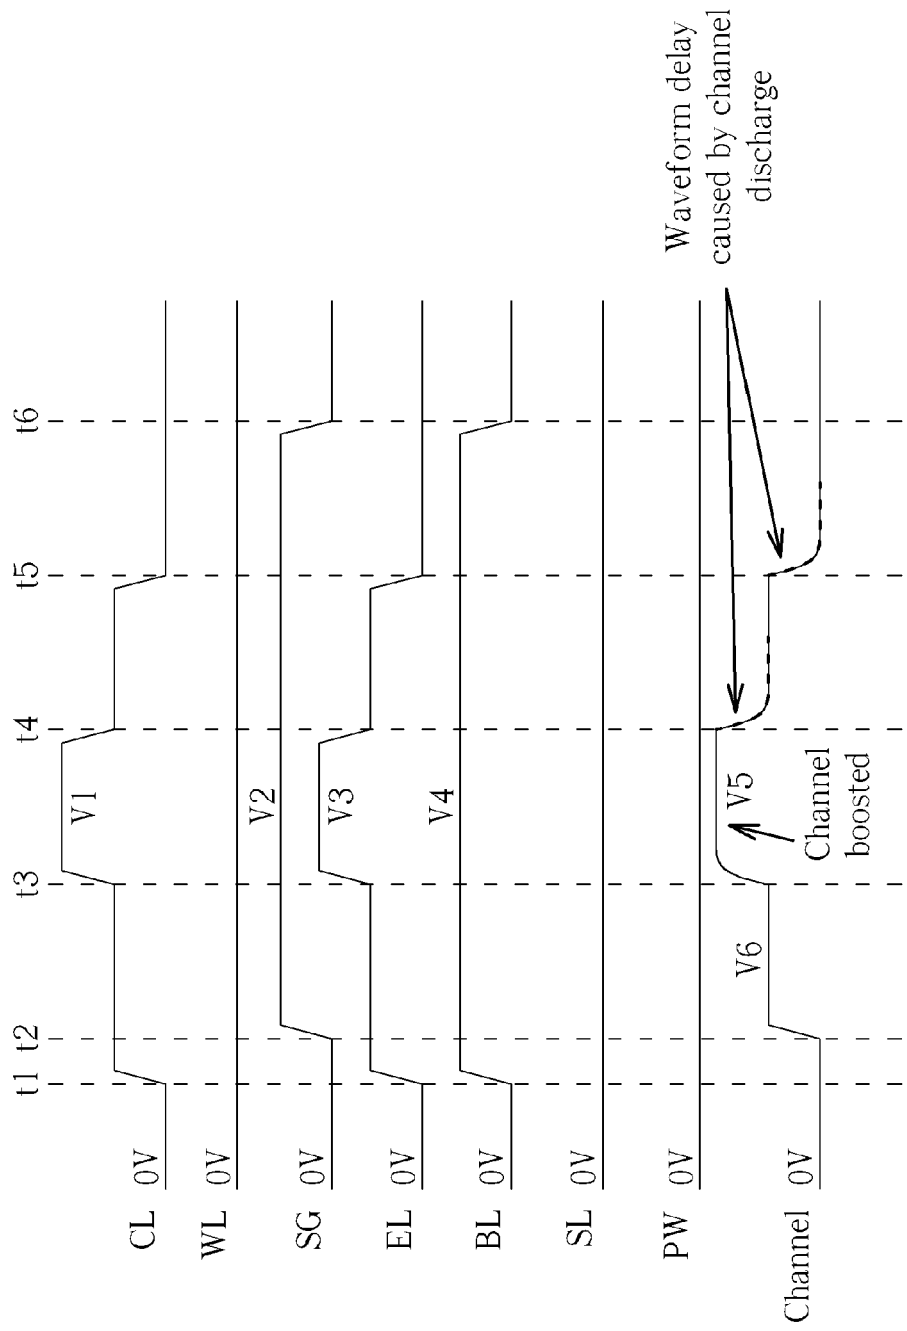 t1 t2 t3 t4 t5 t6
CL 0V
V1
WL 0V
SG 0V
V2
EL 0V
V3
BL 0V
V4
SL 0V
PW 0V
Channel 0V
V6
V5
Channel
boosted
Waveform delay
caused by channel
discharge